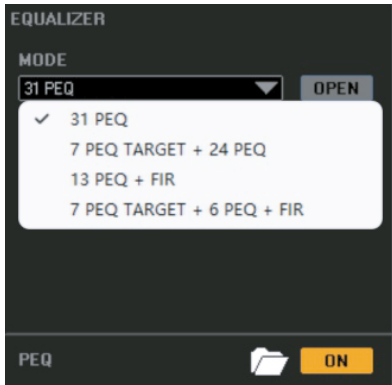 EQUALIZER
MODE
31 PEQ OPEN
31 PEQ
7 PEQ TARGET + 24 PEQ
13 PEQ + FIR
7 PEQ TARGET + 6 PEQ + FIR
PEQ ON